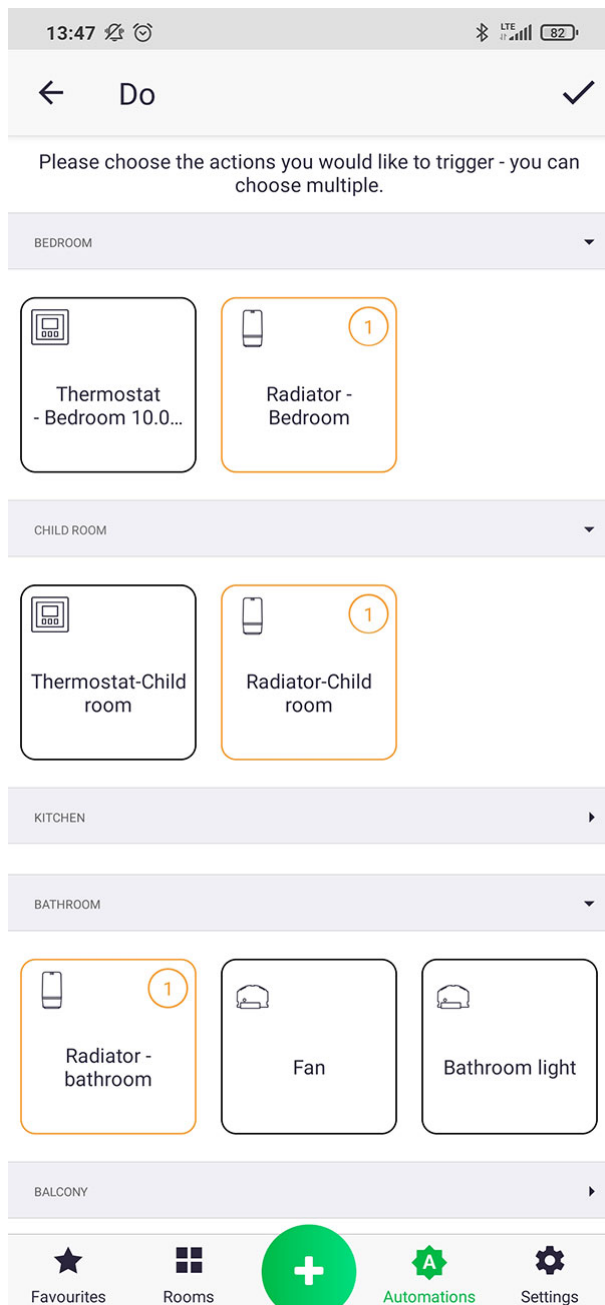 13:47 LTE 82
Do
Please choose the actions you would like to trigger - you can
choose multiple.
BEDROOM
Thermostat
- Bedroom 10.0...
1
Radiator -
Bedroom
CHILD ROOM
Thermostat-Child
room
1
Radiator-Child
room
KITCHEN
BATHROOM
1
Radiator -
bathroom
Fan
Bathroom light
BALCONY
A
Favourites Rooms Automations Settings